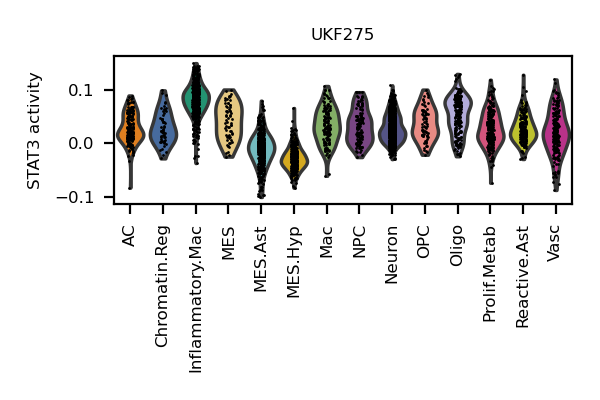 UKF275
STAT3 activity
0.1
0.0
−0.1
AC
Chromatin.Reg
Inflammatory.Mac
MES
MES.Ast
MES.Hyp
Mac
NPC
Neuron
OPC
Oligo
Prolif.Metab
Reactive.Ast
Vasc